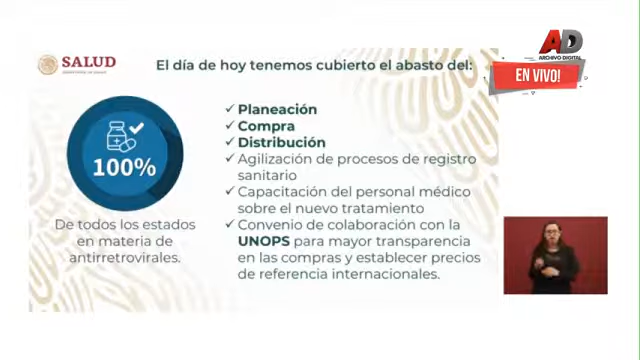 SALUD
El día de hoy tenemos cubierto el abasto del:
AD
ARCHIVO DIGITAL
EN VIVO!
100%
De todos los estados
en materia de
antirretrovirales.
✓ Planeación
✓ Compra
✓ Distribución
✓ Agilización de procesos de registro
sanitario
✓ Capacitación del personal médico
sobre el nuevo tratamiento
✓ Convenio de colaboración con la
UNOPS para mayor transparencia
en las compras y establecer precios
de referencia internacionales.